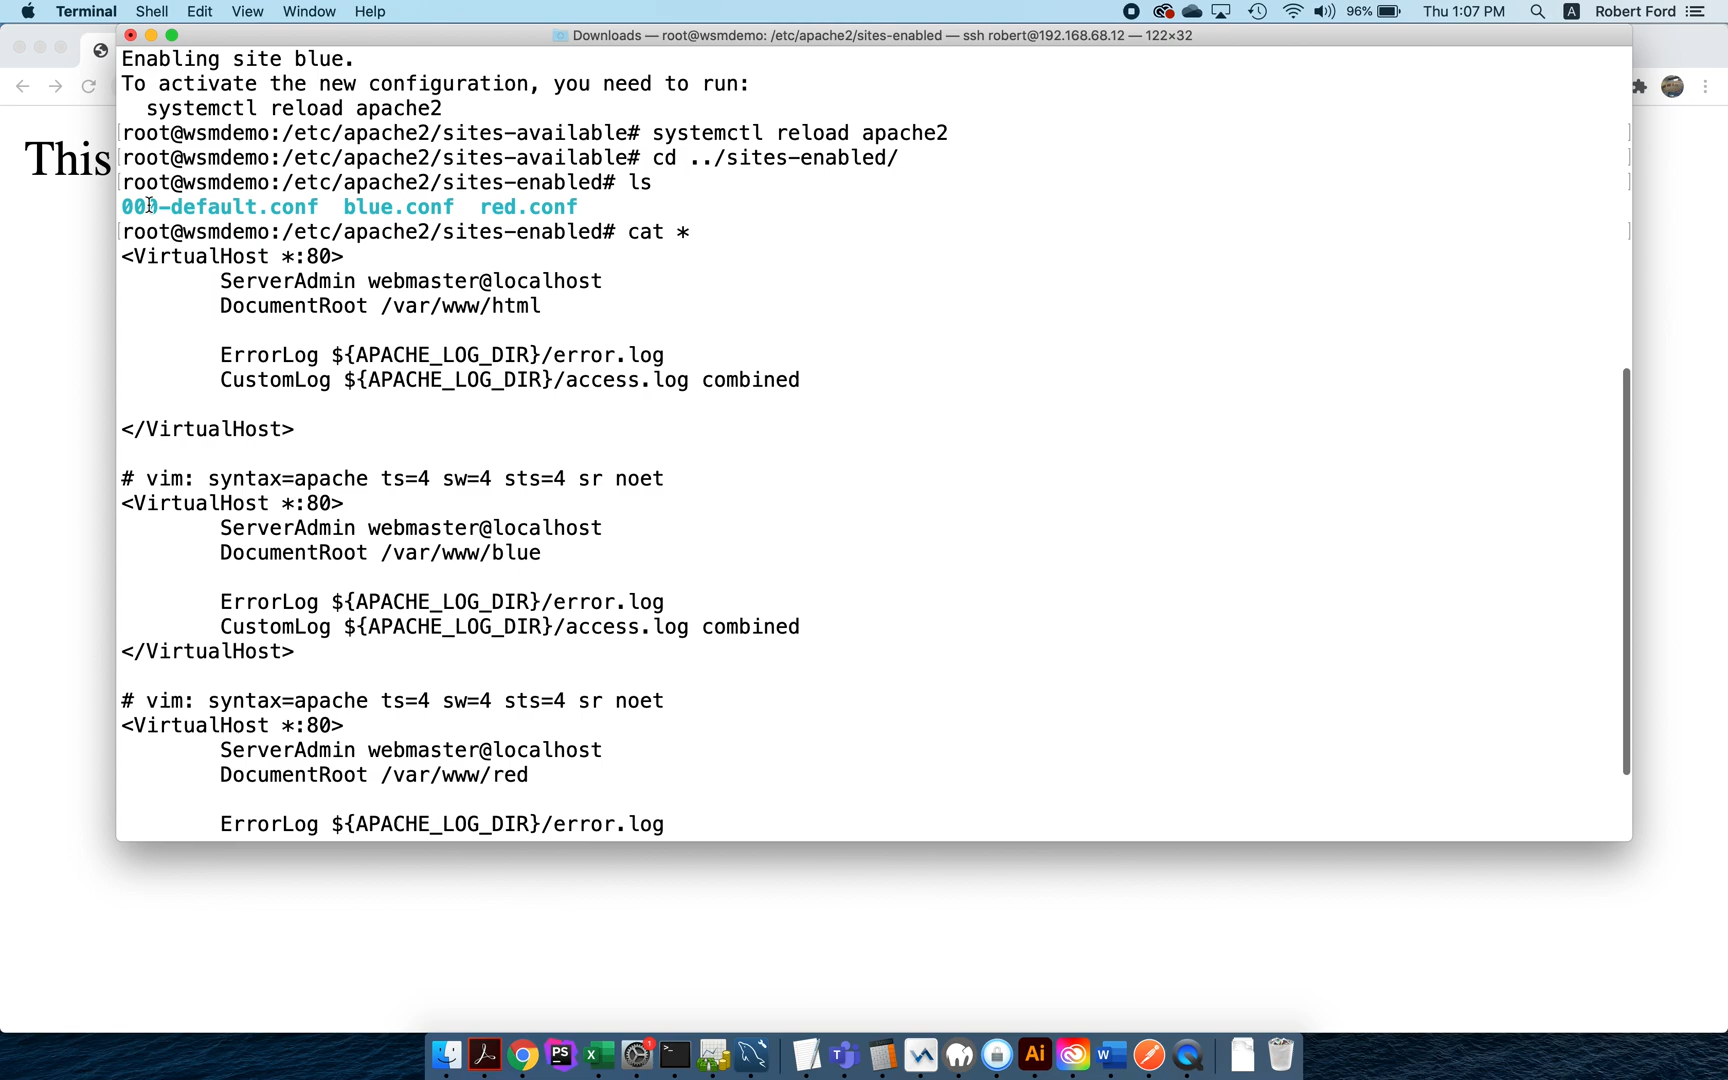 Terminal Shell Edit View Window Help 96% Thu 1:07 PM A Robert Ford
Downloads — root@wsmdemo: /etc/apache2/sites-enabled — ssh robert@192.168.68.12 — 122×32
This
Enabling site blue.
To activate the new configuration, you need to run:
  systemctl reload apache2
[root@wsmdemo:/etc/apache2/sites-available# systemctl reload apache2 ]
[root@wsmdemo:/etc/apache2/sites-available# cd ../sites-enabled/ ]
[root@wsmdemo:/etc/apache2/sites-enabled# ls ]
000-default.conf  blue.conf  red.conf
[root@wsmdemo:/etc/apache2/sites-enabled# cat * ]
<VirtualHost *:80>
        ServerAdmin webmaster@localhost
        DocumentRoot /var/www/html
        ErrorLog ${APACHE_LOG_DIR}/error.log
        CustomLog ${APACHE_LOG_DIR}/access.log combined
</VirtualHost>
# vim: syntax=apache ts=4 sw=4 sts=4 sr noet
<VirtualHost *:80>
        ServerAdmin webmaster@localhost
        DocumentRoot /var/www/blue
        ErrorLog ${APACHE_LOG_DIR}/error.log
        CustomLog ${APACHE_LOG_DIR}/access.log combined
</VirtualHost>
# vim: syntax=apache ts=4 sw=4 sts=4 sr noet
<VirtualHost *:80>
        ServerAdmin webmaster@localhost
        DocumentRoot /var/www/red
        ErrorLog ${APACHE_LOG_DIR}/error.log
PS 1 >_ Ai W